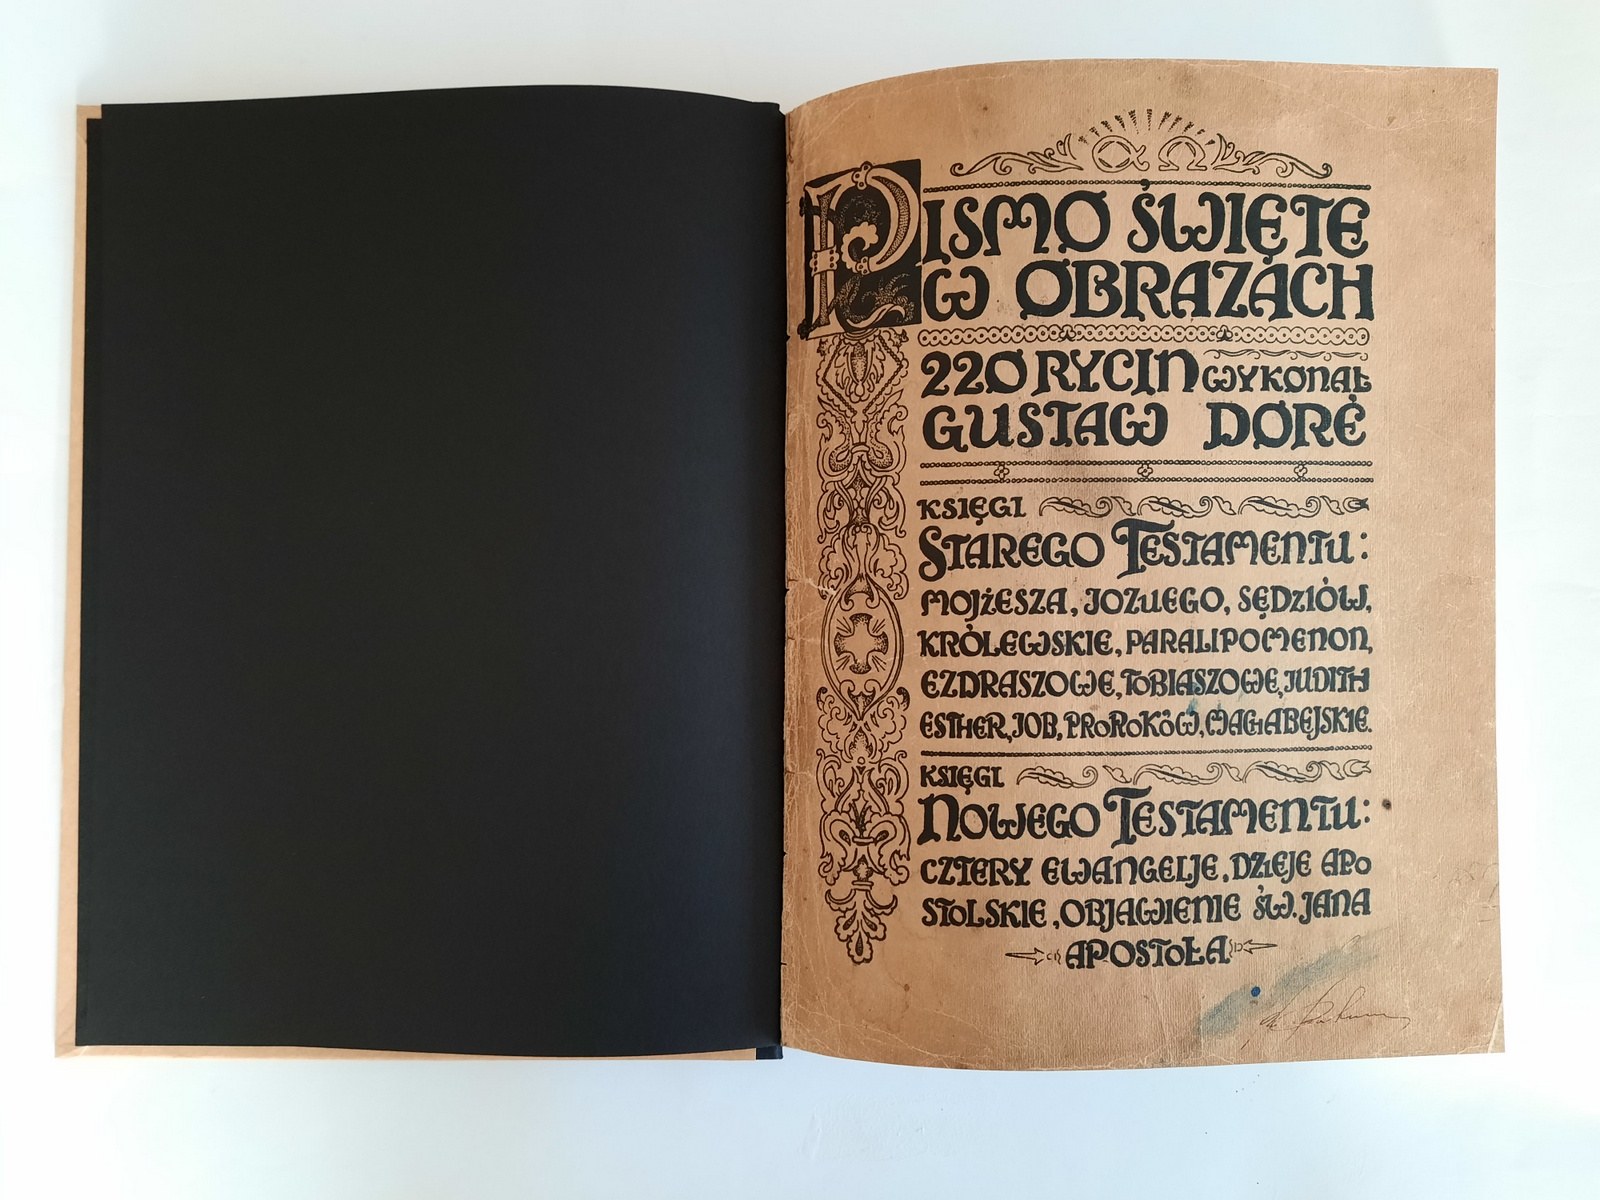 Α Ω
PISMO ŚWIĘTE
W OBRAZACH
220 RYCIN WYKONAŁ
GUSTAW DORÉ
KSIĘGI
STAREGO TESTAMENTU:
MOJŻESZA, JOZUEGO, SĘDZIÓW,
KRÓLEWSKIE, PARALIPOMENON,
EZDRASZOWE, TOBIASZOWE, JUDITH
ESTHER, JOB, PROROKÓW, MAGABEJSKIE.
KSIĘGI
NOWEGO TESTAMENTU:
CZTERY EWANGELJE, DZIEJE APO
STOLSKIE, OBJAWIENIE ŚW. JANA
APOSTOŁA